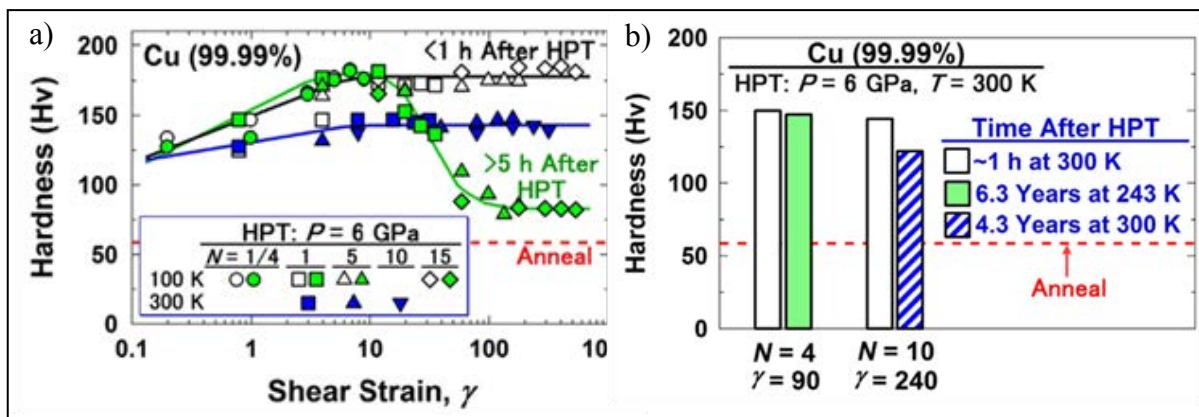 a)
Cu (99.99%)
<1 h After HPT
>5 h After
HPT
Anneal
HPT: P = 6 GPa
N = 1/4 1 5 10 15
100 K
300 K
Hardness (Hv)
200
150
100
50
0
0.1 1 10 100 10
Shear Strain, γ
b)
Cu (99.99%)
HPT: P = 6 GPa, T = 300 K
Time After HPT
~1 h at 300 K
6.3 Years at 243 K
4.3 Years at 300 K
Anneal
Hardness (Hv)
200
150
100
50
0
N = 4 N = 10
γ = 90 γ = 240